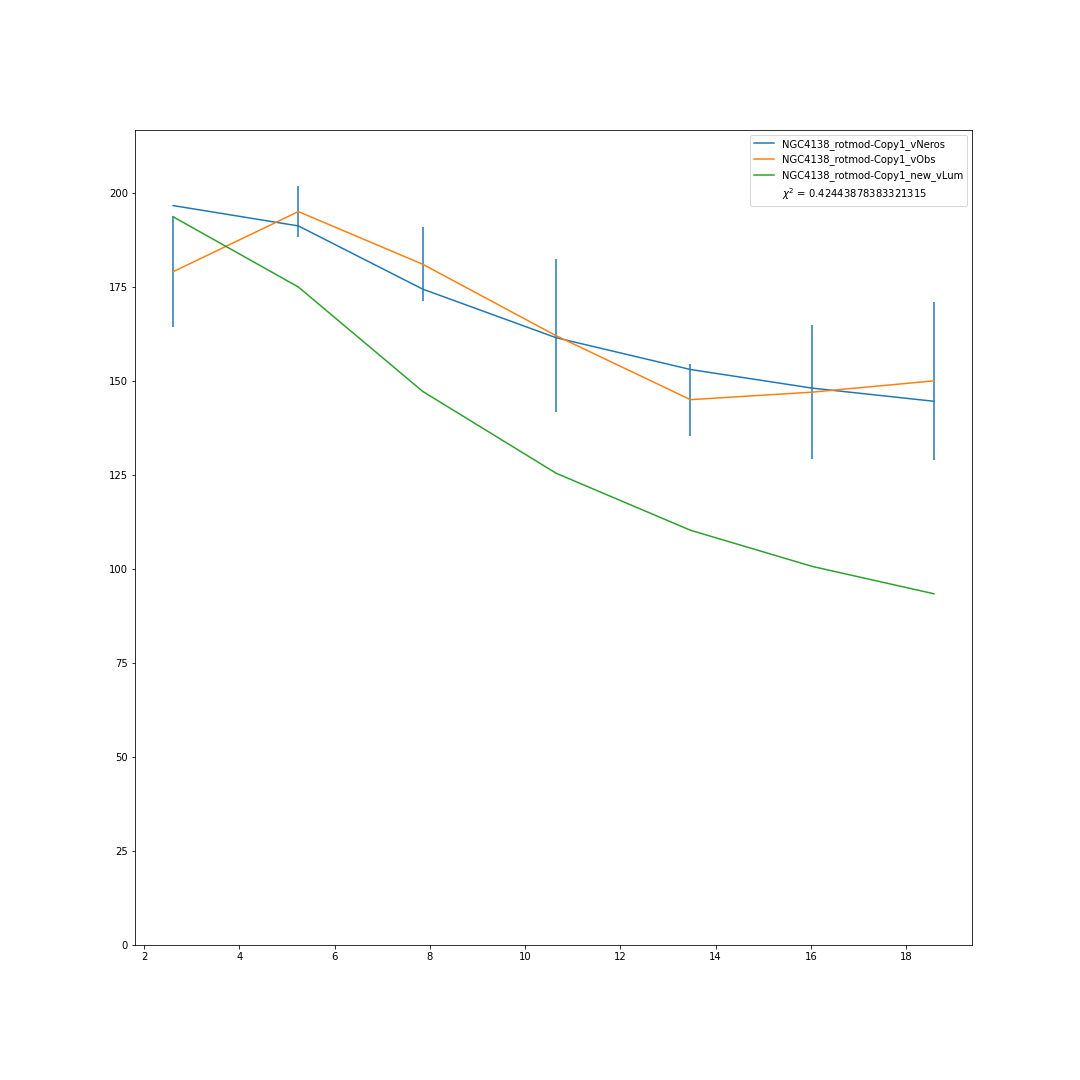 NGC4138_rotmod-Copy1_vNeros
NGC4138_rotmod-Copy1_vObs
NGC4138_rotmod-Copy1_new_vLum
χ² = 0.42443878383321315
200
175
150
125
100
75
50
25
0
2 4 6 8 10 12 14 16 18